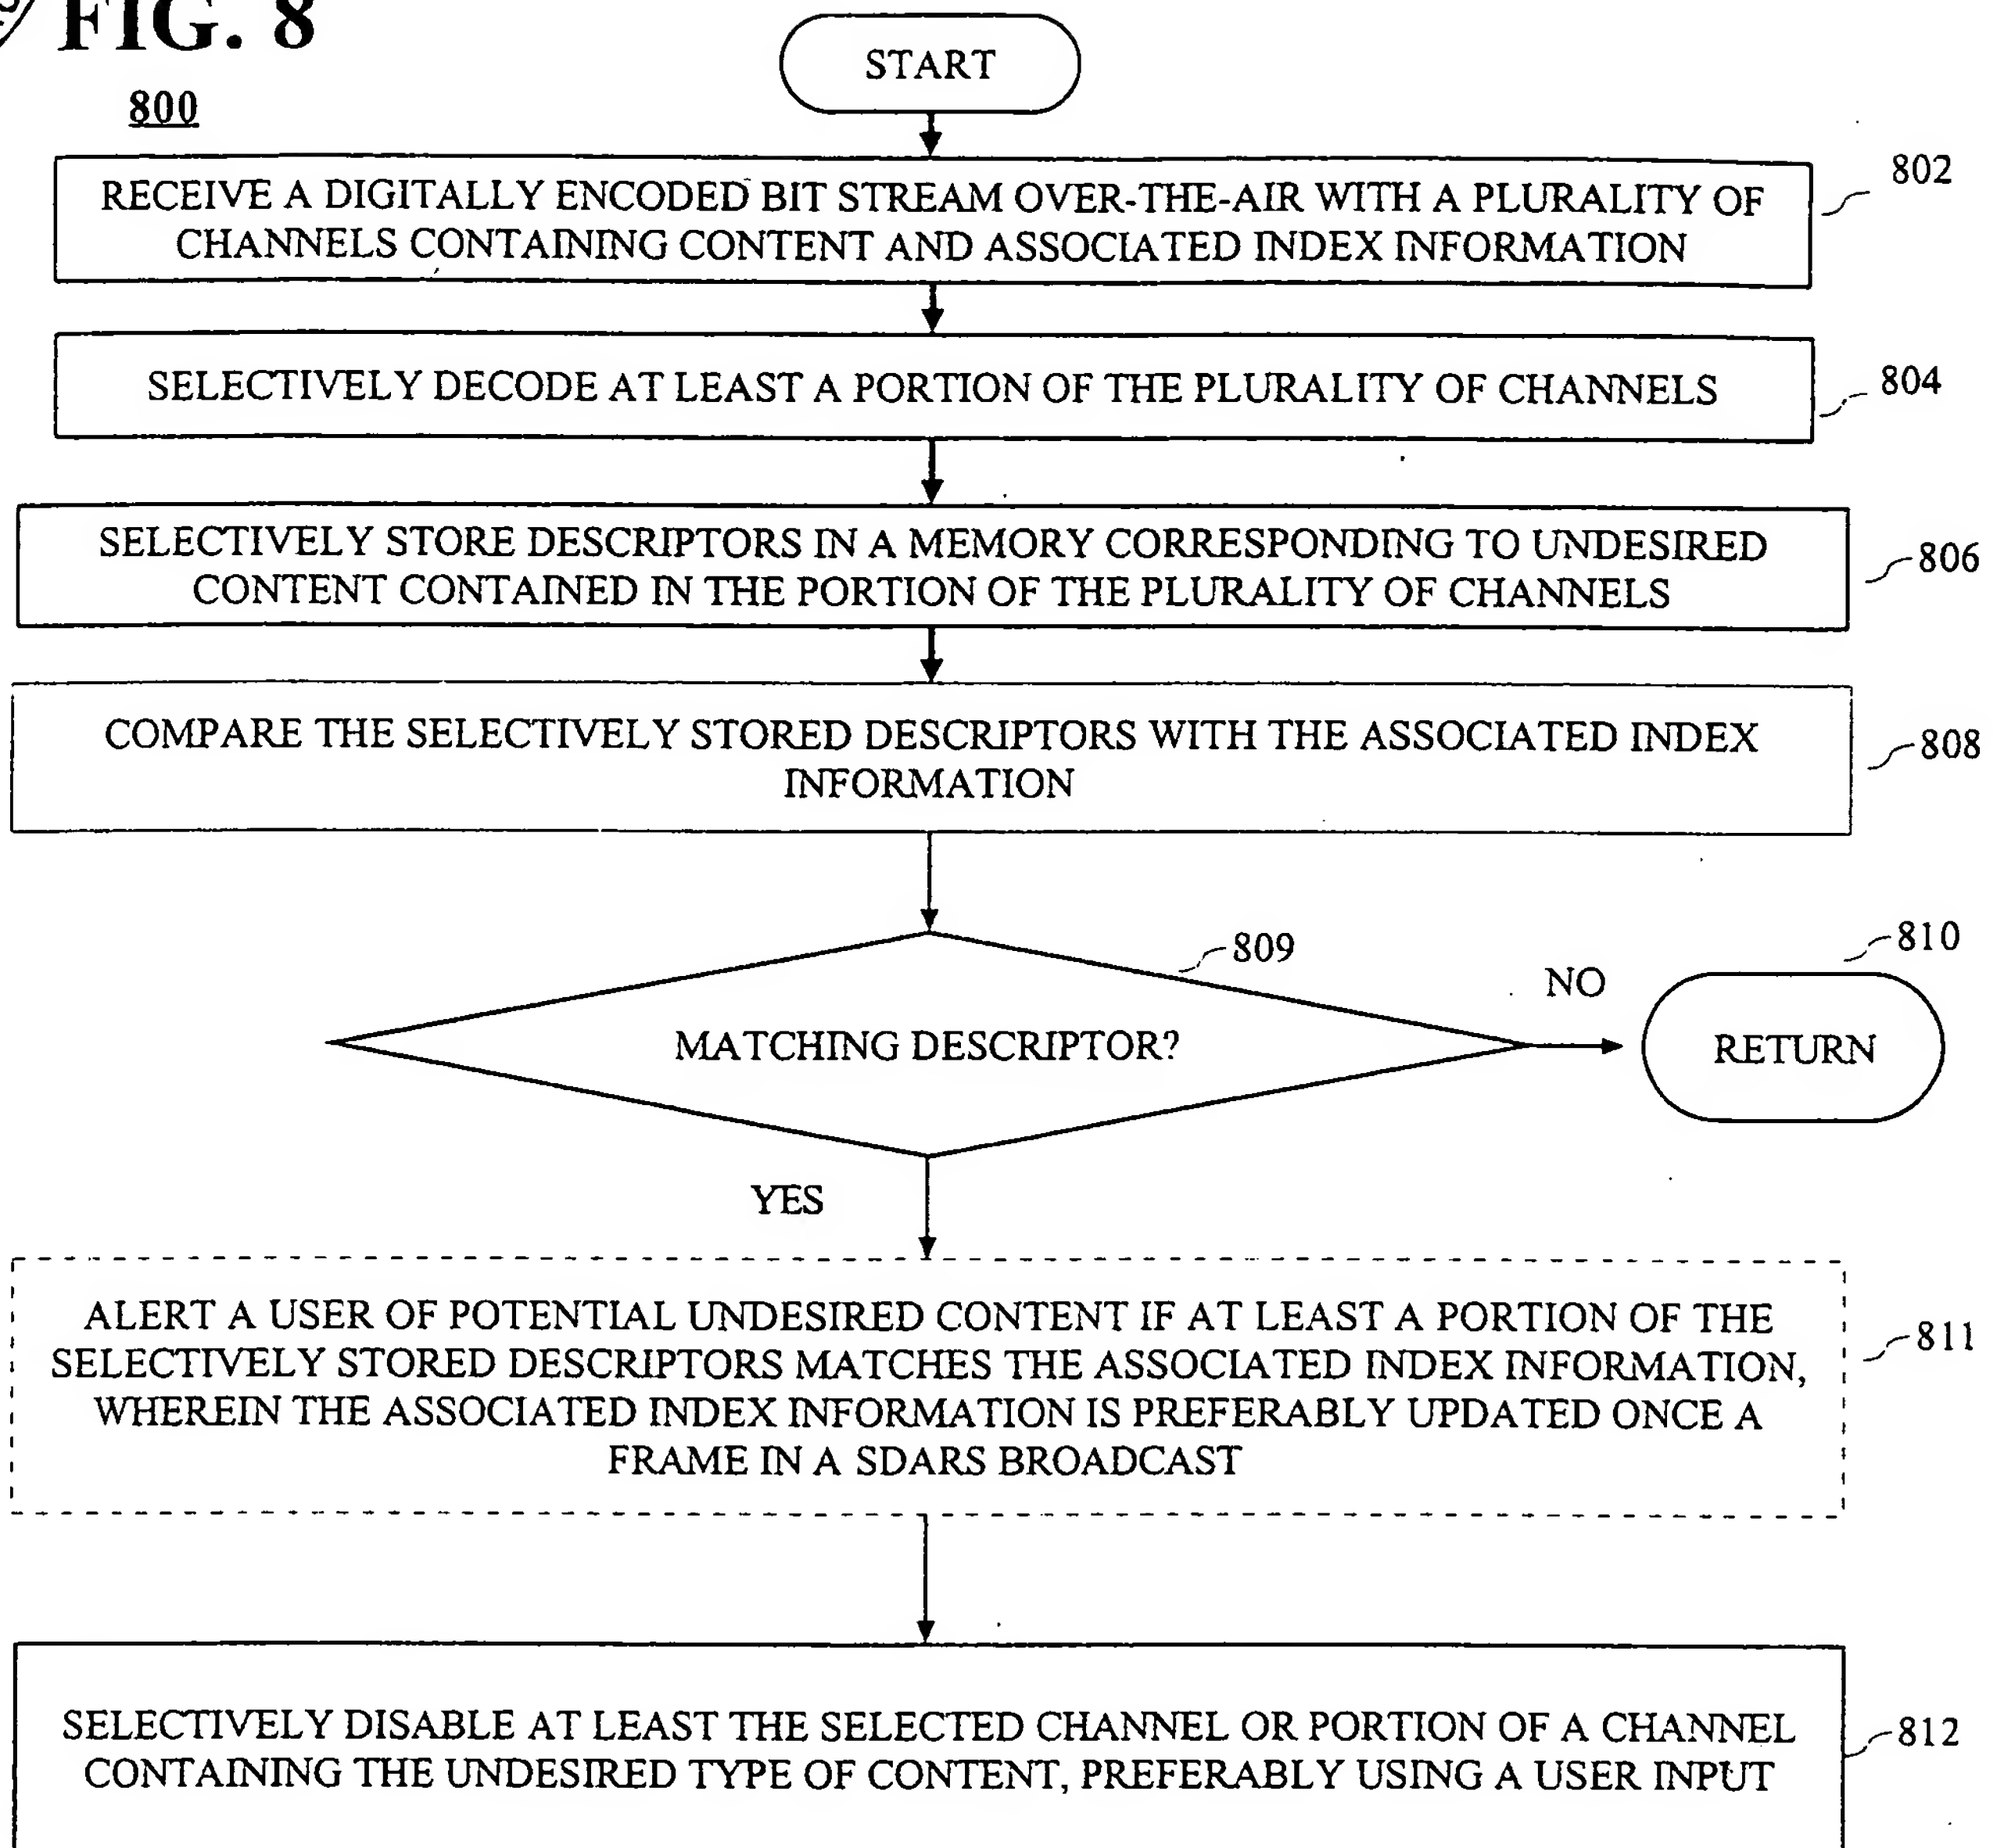 FIG. 8
800
START
RECEIVE A DIGITALLY ENCODED BIT STREAM OVER-THE-AIR WITH A PLURALITY OF
CHANNELS CONTAINING CONTENT AND ASSOCIATED INDEX INFORMATION
802
SELECTIVELY DECODE AT LEAST A PORTION OF THE PLURALITY OF CHANNELS
804
SELECTIVELY STORE DESCRIPTORS IN A MEMORY CORRESPONDING TO UNDESIRED
CONTENT CONTAINED IN THE PORTION OF THE PLURALITY OF CHANNELS
806
COMPARE THE SELECTIVELY STORED DESCRIPTORS WITH THE ASSOCIATED INDEX
INFORMATION
808
809
MATCHING DESCRIPTOR?
NO
810
RETURN
YES
ALERT A USER OF POTENTIAL UNDESIRED CONTENT IF AT LEAST A PORTION OF THE
SELECTIVELY STORED DESCRIPTORS MATCHES THE ASSOCIATED INDEX INFORMATION,
WHEREIN THE ASSOCIATED INDEX INFORMATION IS PREFERABLY UPDATED ONCE A
FRAME IN A SDARS BROADCAST
811
SELECTIVELY DISABLE AT LEAST THE SELECTED CHANNEL OR PORTION OF A CHANNEL
CONTAINING THE UNDESIRED TYPE OF CONTENT, PREFERABLY USING A USER INPUT
812